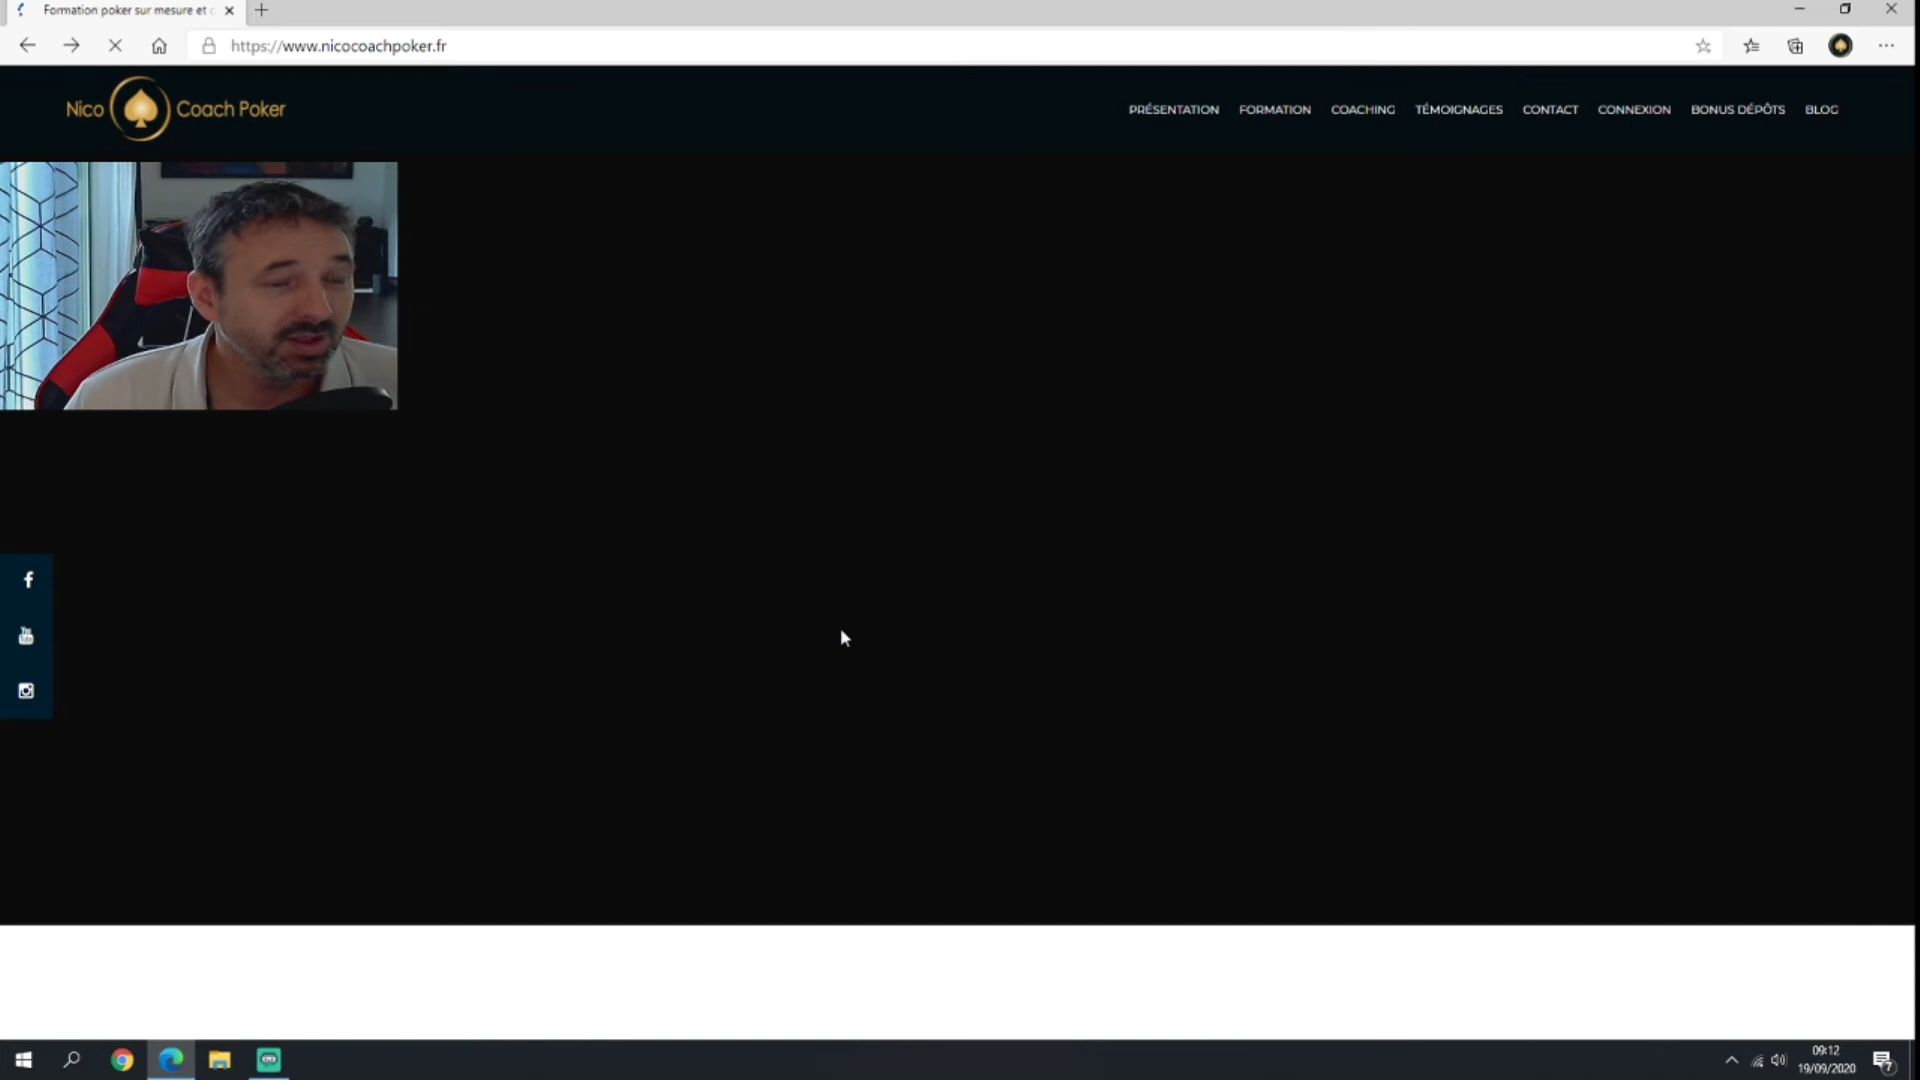 Formation poker sur mesure et
https://www.nicocoachpoker.fr
Nico Coach Poker
PRÉSENTATION FORMATION COACHING TÉMOIGNAGES CONTACT CONNEXION BONUS DÉPÔTS BLOG
09:12
19/09/2020
7